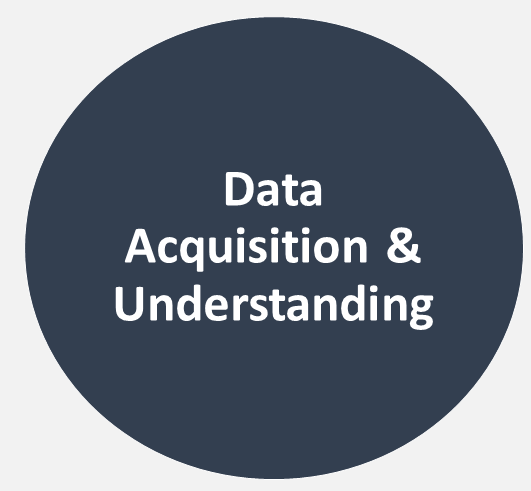 Data
Acquisition &
Understanding